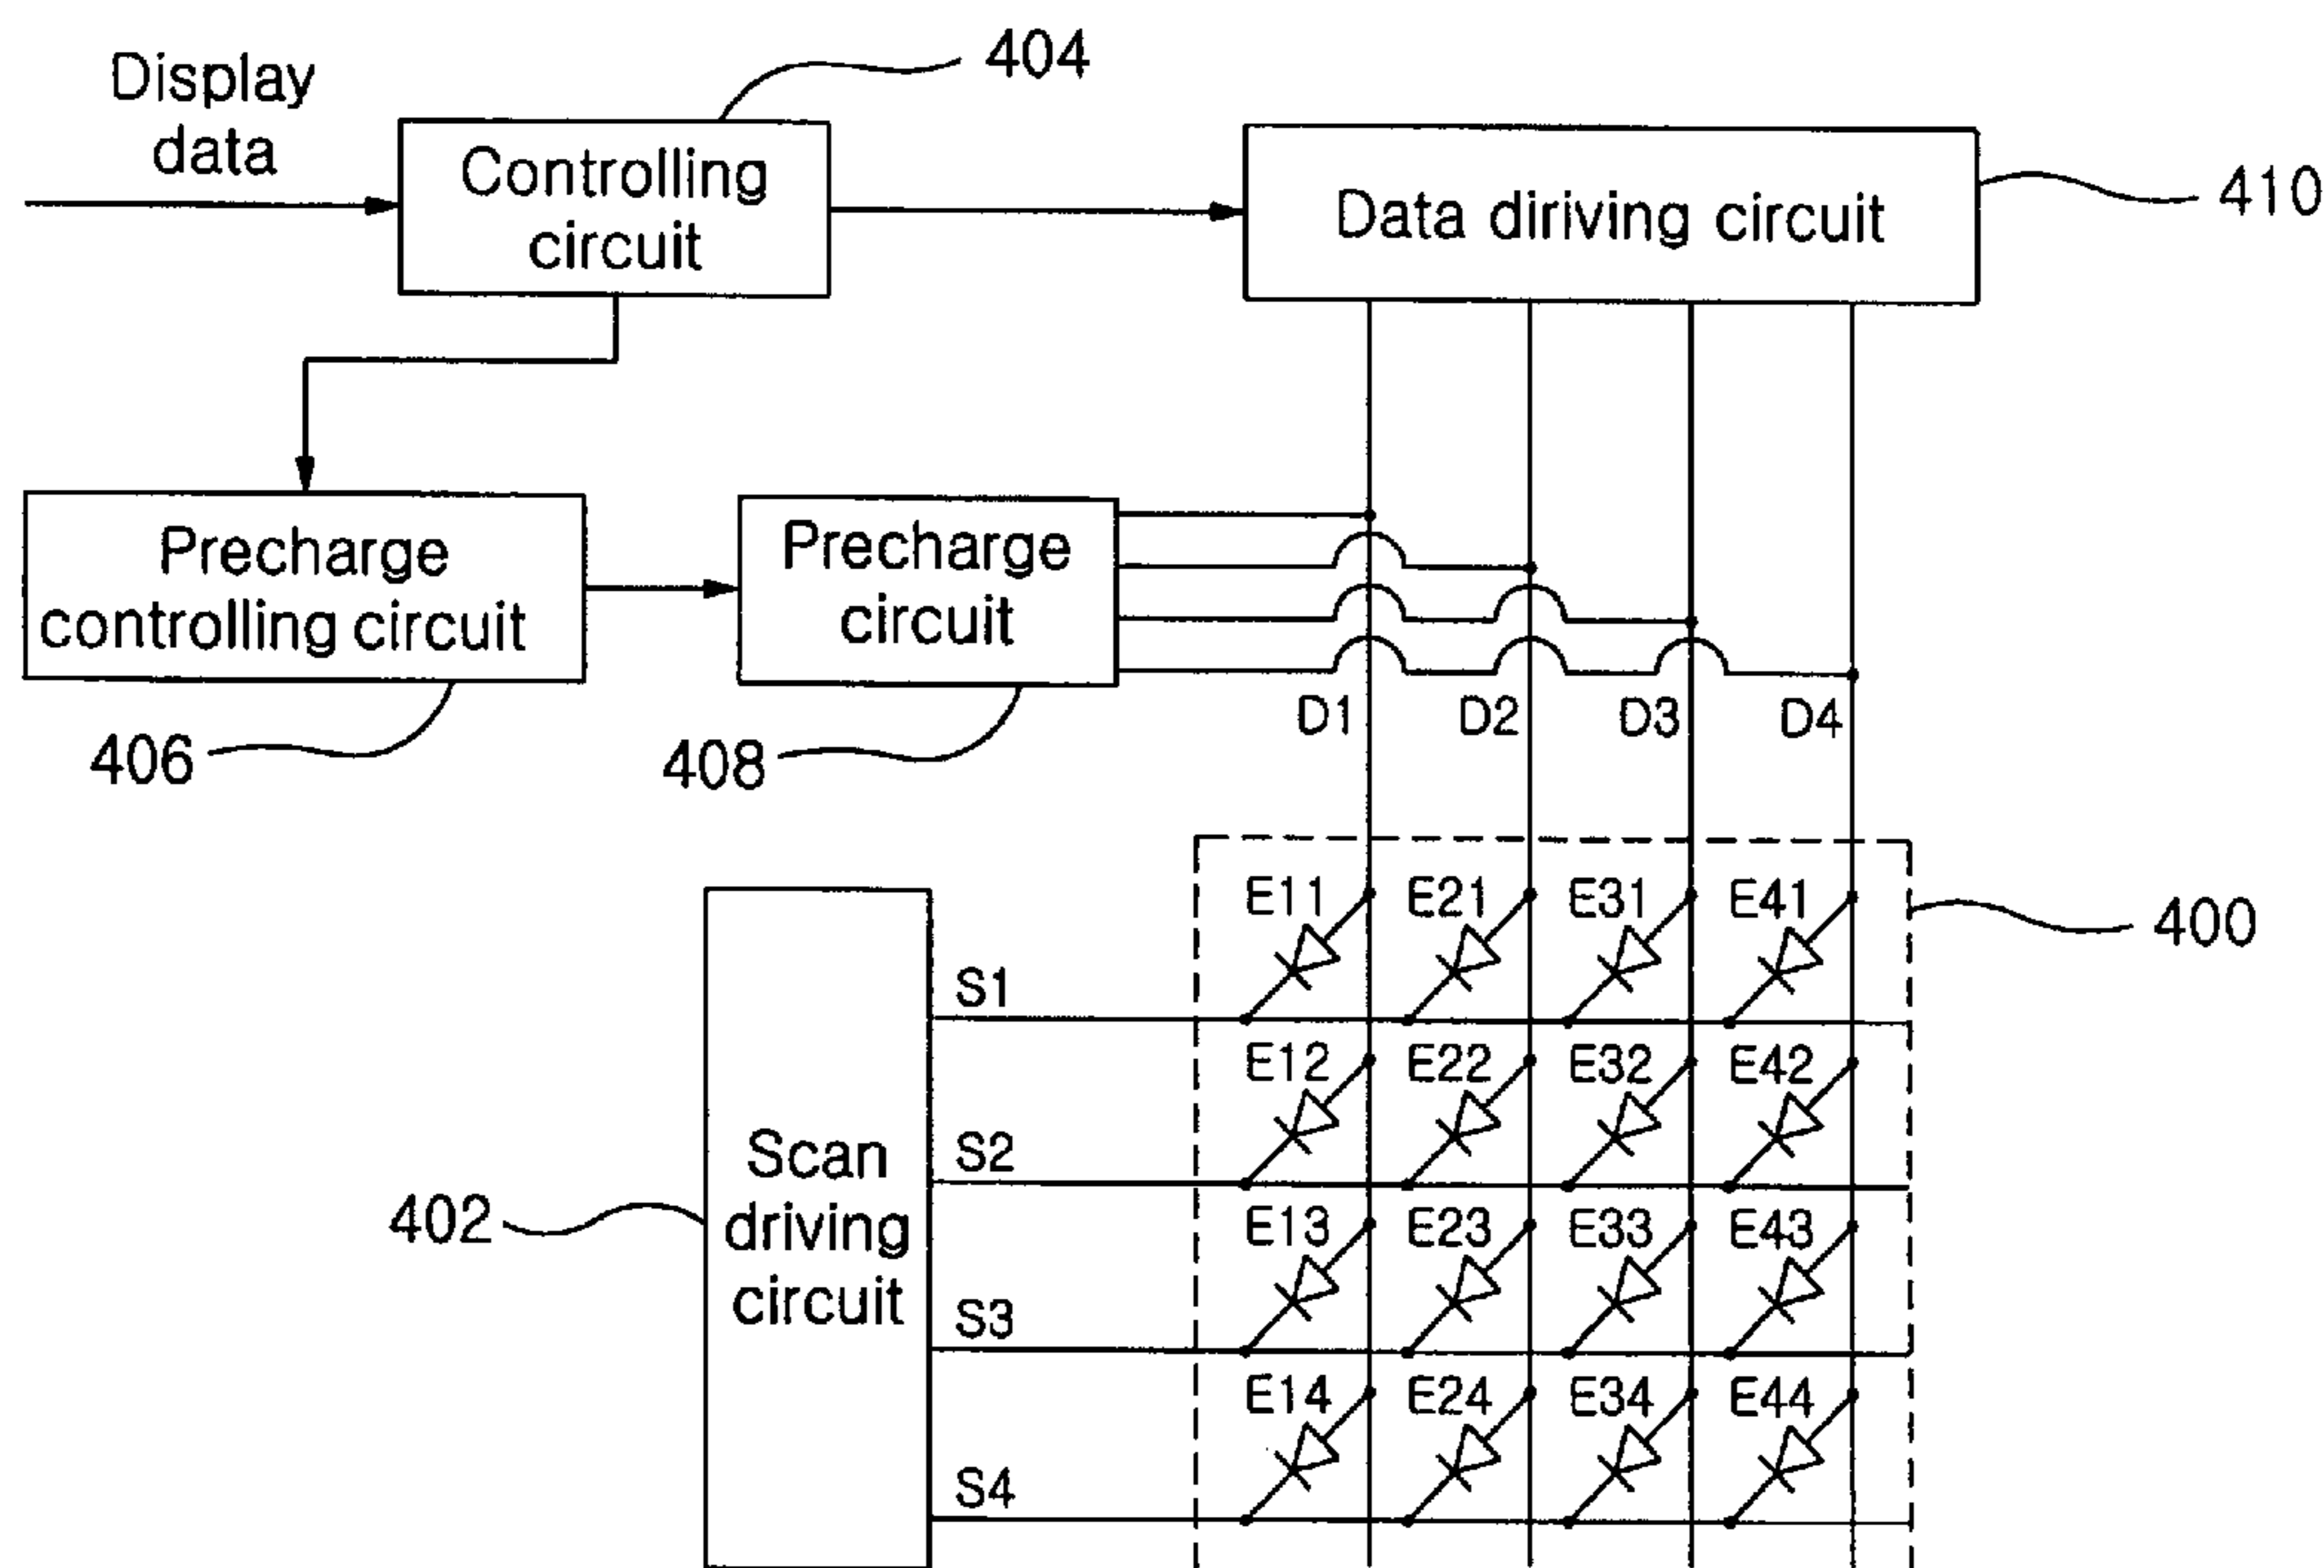 404
Display
data
Controlling
circuit
Data diriving circuit
410
Precharge
controlling circuit
Precharge
circuit
406
408
D1 D2 D3 D4
E11 E21 E31 E41
400
S1
E12 E22 E32 E42
S2
Scan
driving
circuit
402
E13 E23 E33 E43
S3
E14 E24 E34 E44
S4